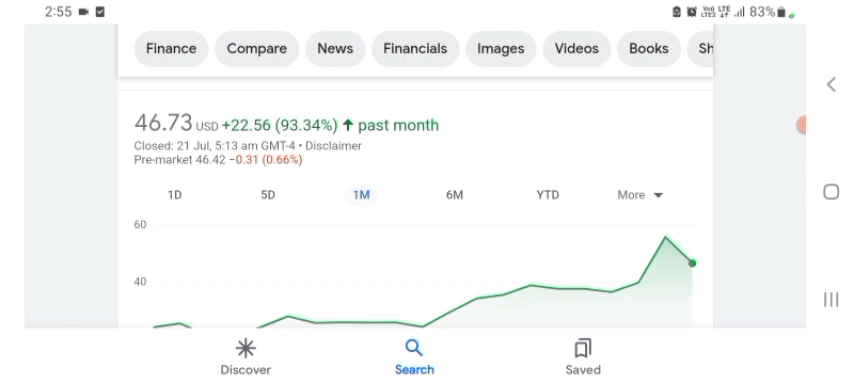 2:55 83%
Finance Compare News Financials Images Videos Books Sh
46.73 USD +22.56 (93.34%) ↑ past month
Closed: 21 Jul, 5:13 am GMT-4 • Disclaimer
Pre-market 46.42 −0.31 (0.66%)
1D 5D 1M 6M YTD More
60
40
Discover Search Saved